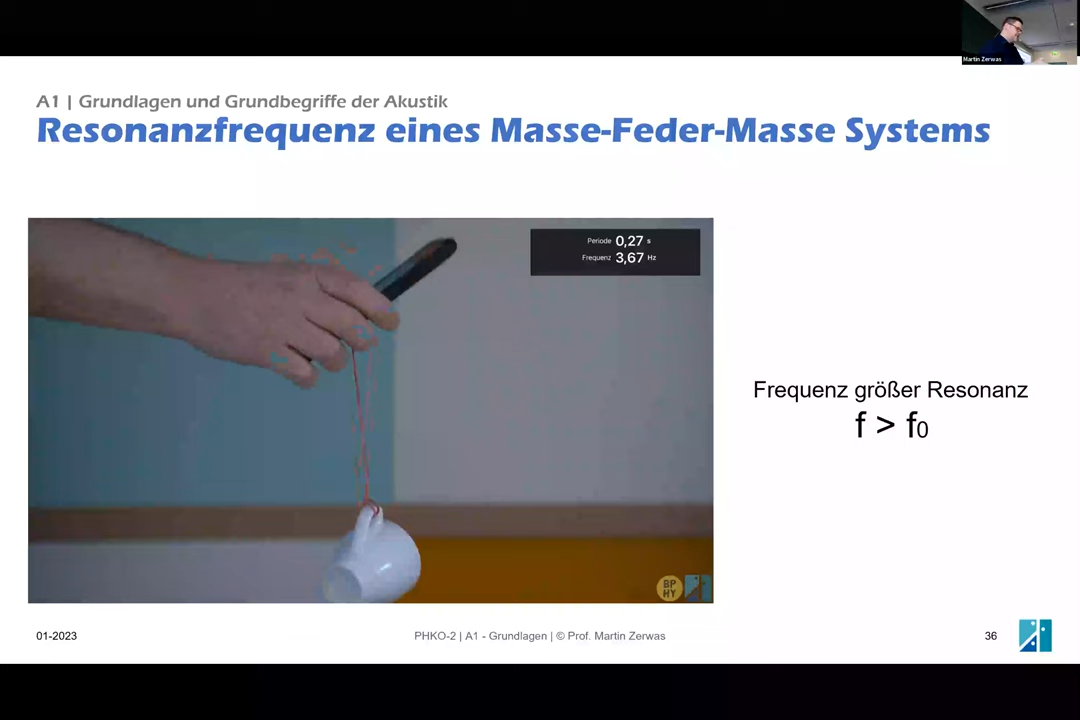 Martin Zerwas
A1 | Grundlagen und Grundbegriffe der Akustik
Resonanzfrequenz eines Masse-Feder-Masse Systems
Periode 0,27 s
Frequenz 3,67 Hz
Frequenz größer Resonanz
f > f0
BP
HY
01-2023
PHKO-2 | A1 - Grundlagen | © Prof. Martin Zerwas
36